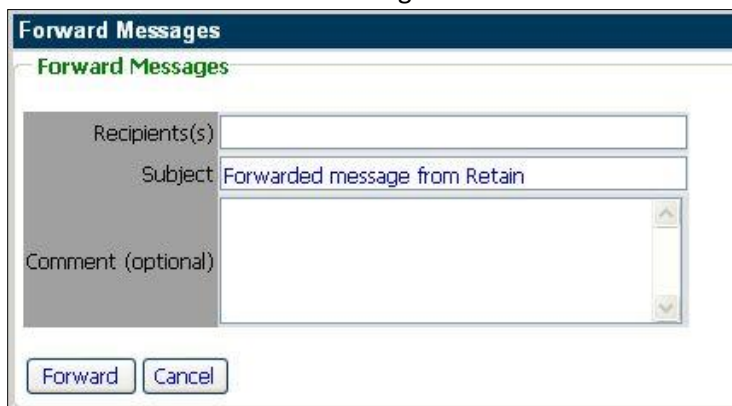 Forward Messages
Forward Messages
Recipients(s)
Subject Forwarded message from Retain
Comment (optional)
Forward Cancel